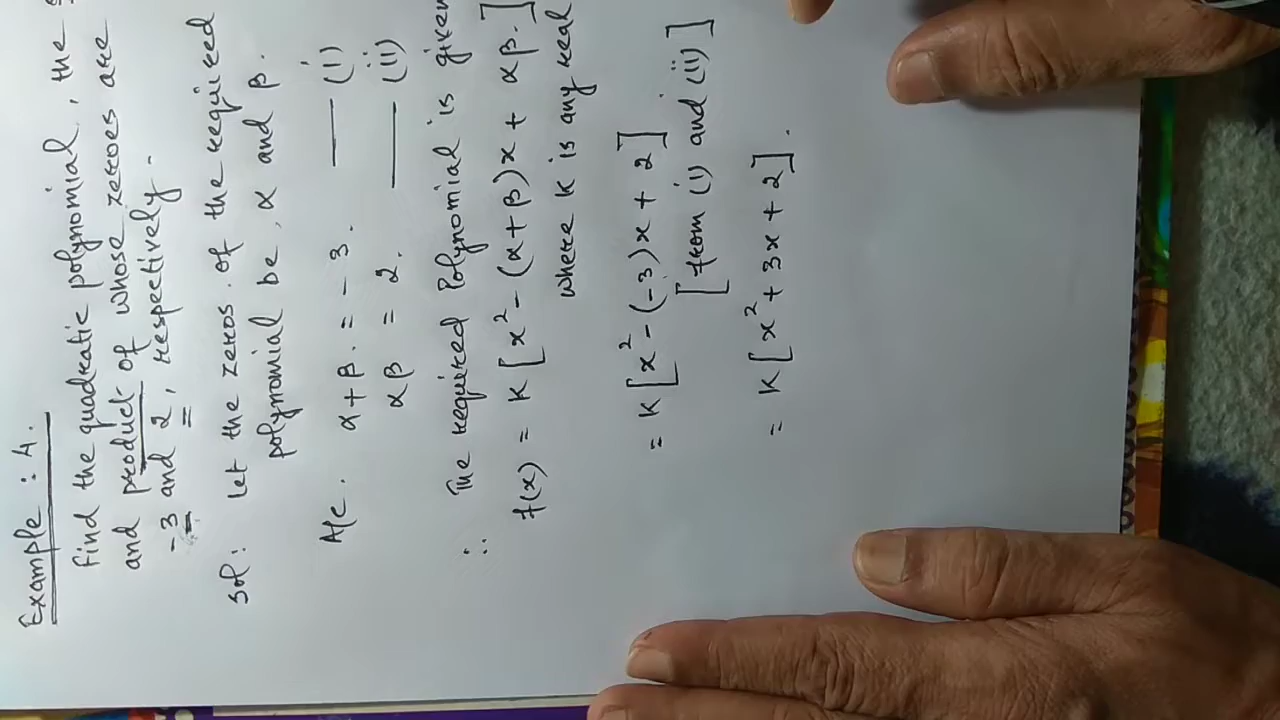 Example : 4.
Find the quadratic polynomial, the
and product of whose zeroes are
-3 and 2, respectively.
Sol: Let the zeros of the required
polynomial be, α and β.
A/c. α + β. = - 3. —— (i)
αβ = 2. —— (ii)
∴ The required Polynomial is given
f(x) = K [x² - (α + β)x + αβ.]
where K is any real
= K [x² - (-3)x + 2]
[from (i) and (ii)]
= K [x² + 3x + 2].